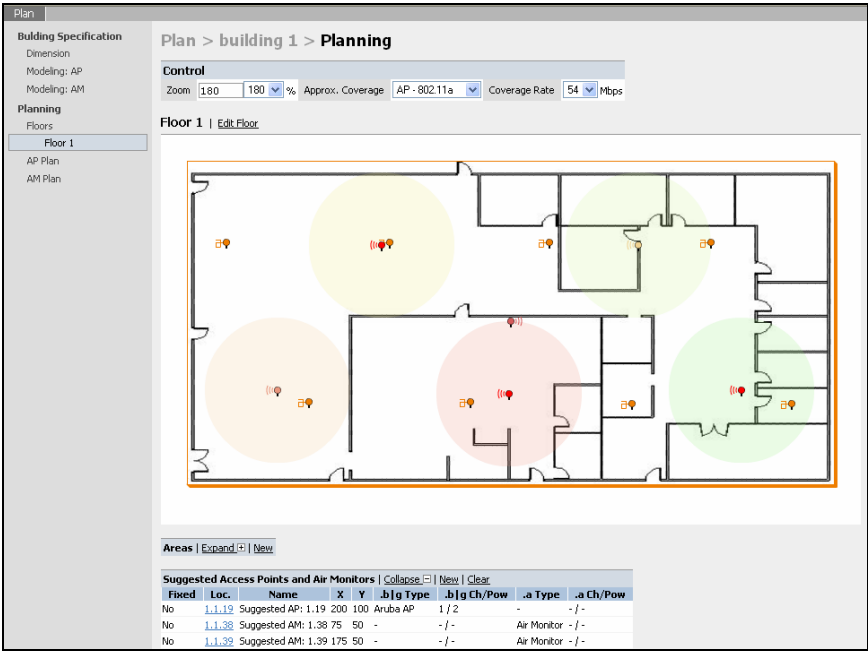 Plan
Bulding Specification
Dimension
Modeling: AP
Modeling: AM
Planning
Floors
Floor 1
AP Plan
AM Plan
Plan > building 1 > Planning
Control
Zoom 180 180 % Approx. Coverage AP - 802.11a Coverage Rate 54 Mbps
Floor 1 | Edit Floor
a a a a
a a a a
Areas | Expand | New
Suggested Access Points and Air Monitors | Collapse | New | Clear
Fixed Loc. Name X Y .b|g Type .b|g Ch/Pow .a Type .a Ch/Pow
No 1.1.19 Suggested AP: 1.19 200 100 Aruba AP 1 / 2 - - / -
No 1.1.38 Suggested AM: 1.38 75 50 - - / - Air Monitor - / -
No 1.1.39 Suggested AM: 1.39 175 50 - - / - Air Monitor - / -